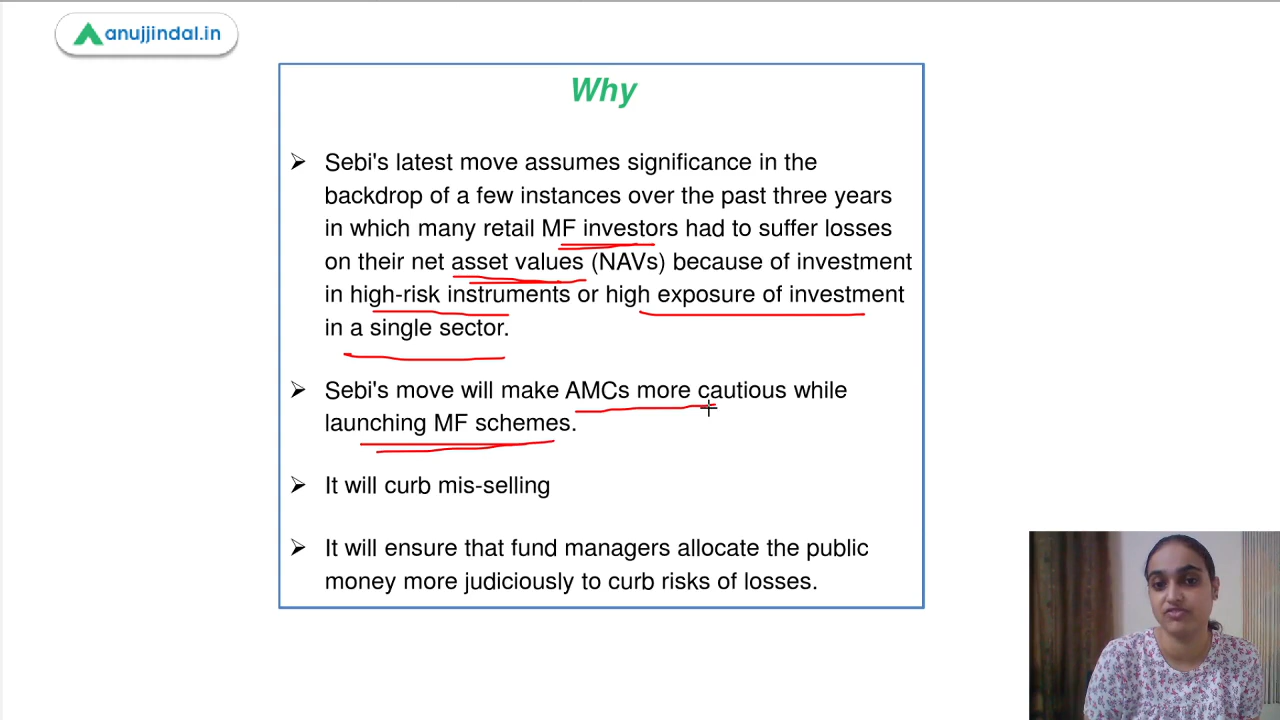 anujjindal.in
Why
➢ Sebi's latest move assumes significance in the
backdrop of a few instances over the past three years
in which many retail MF investors had to suffer losses
on their net asset values (NAVs) because of investment
in high-risk instruments or high exposure of investment
in a single sector.
➢ Sebi's move will make AMCs more cautious while
launching MF schemes.
➢ It will curb mis-selling
➢ It will ensure that fund managers allocate the public
money more judiciously to curb risks of losses.